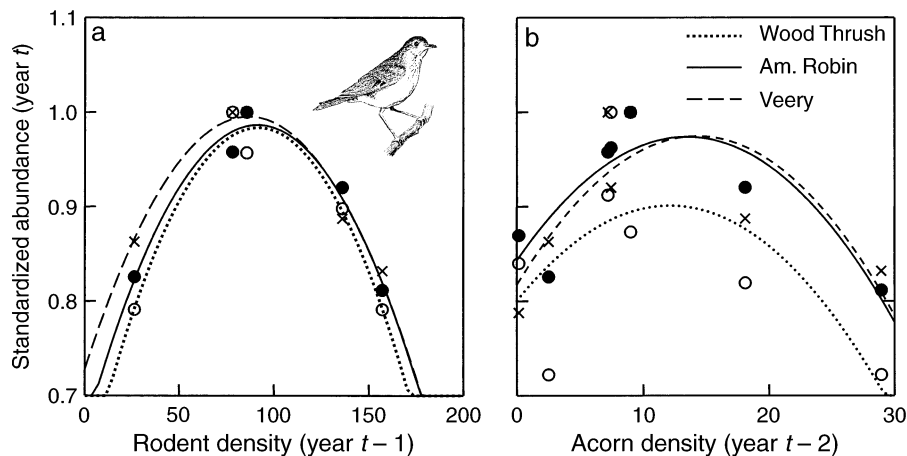 a
b
Standardized abundance (year t)
1.1
1.0
0.9
0.8
0.7
0
50
100
150
200
Rodent density (year t – 1)
Wood Thrush
Am. Robin
Veery
0
10
20
30
Acorn density (year t – 2)